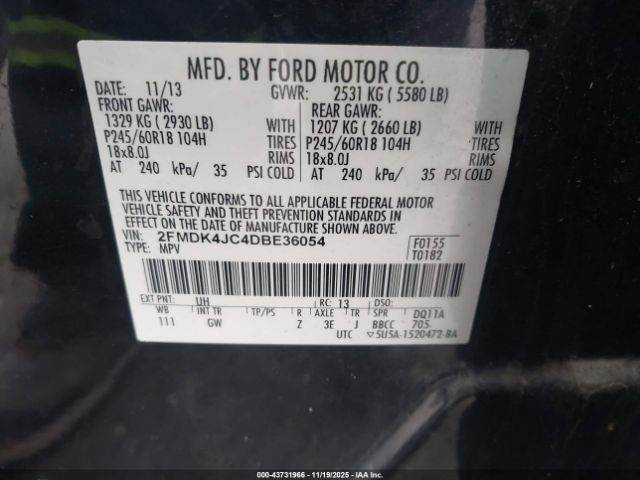 MFD. BY FORD MOTOR CO.
DATE: 11/13 GVWR: 2531 KG ( 5580 LB)
FRONT GAWR: REAR GAWR:
1329 KG ( 2930 LB) WITH 1207 KG ( 2660 LB) WITH
P245/60R18 104H TIRES P245/60R18 104H TIRES
18x8.0J RIMS 18x8.0J RIMS
AT 240 kPa/ 35 PSI COLD AT 240 kPa/ 35 PSI COLD
THIS VEHICLE CONFORMS TO ALL APPLICABLE FEDERAL MOTOR
VEHICLE SAFETY AND THEFT PREVENTION STANDARDS IN
EFFECT ON THE DATE OF MANUFACTURE SHOWN ABOVE.
VIN: 2FMDK4JC4DBE36054 F0155
TYPE: MPV T0182
EXT PNT: UH RC: 13 DSO:
WB INT TR TP/PS R AXLE TR SPR DQ11A
111 GW Z 3E J BBCC 705
UTC ▽5U5A-1520472-BA
000-43731966 - 11/19/2025 - www.iaai.com